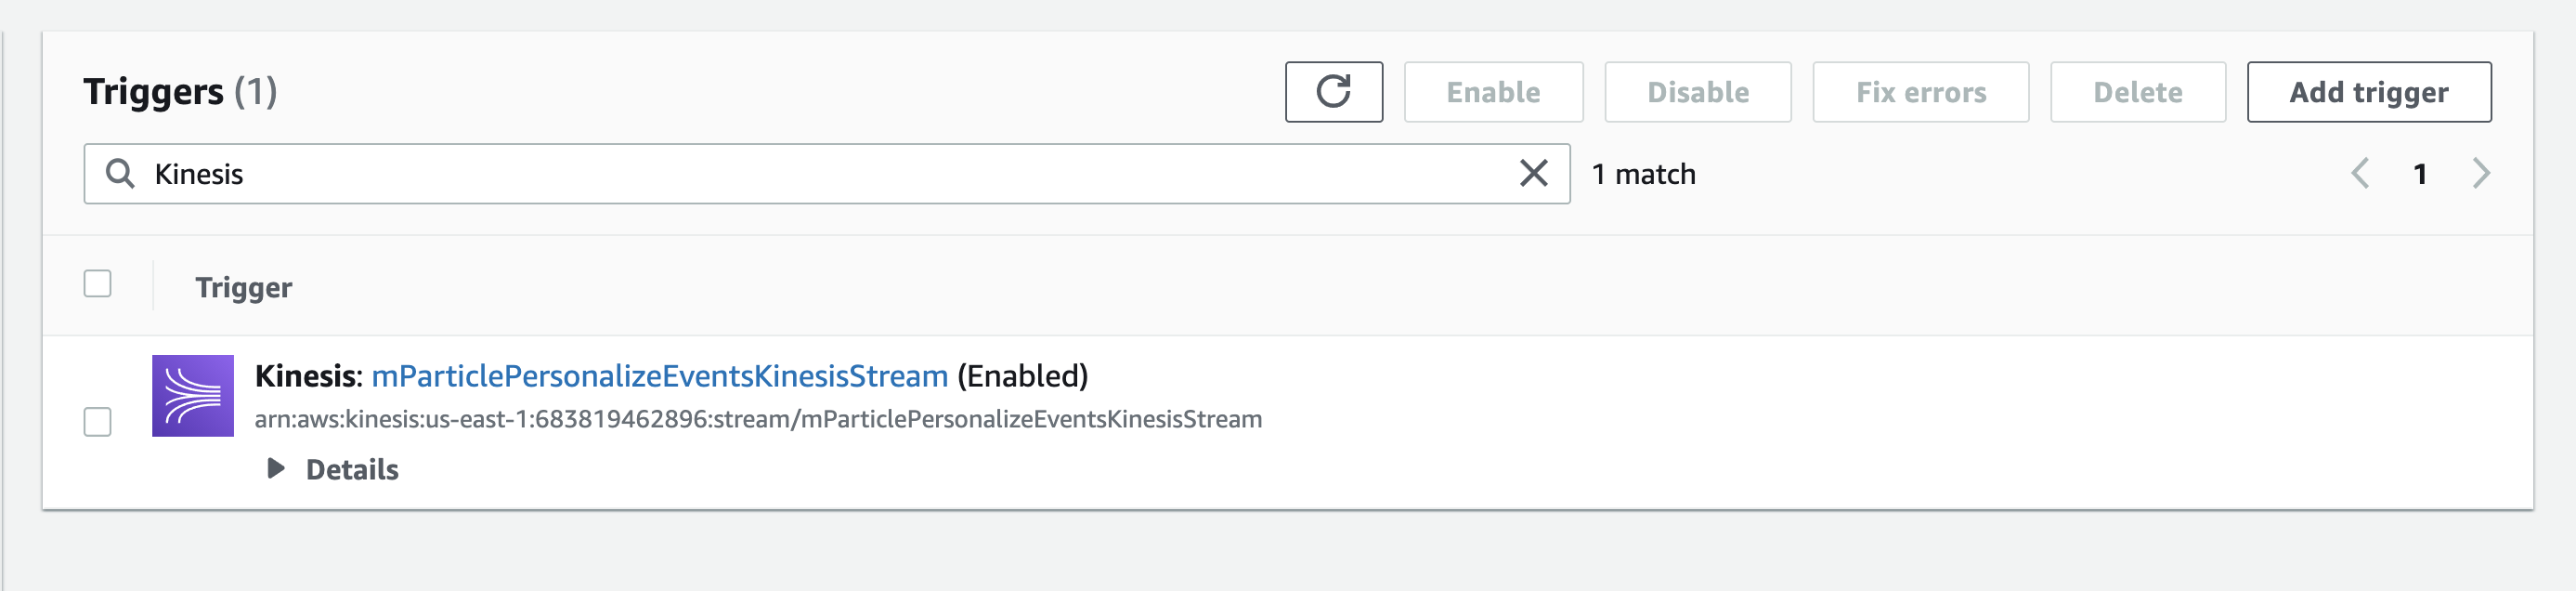 Triggers (1)
Enable
Disable
Fix errors
Delete
Add trigger
Kinesis
1 match
1
Trigger
Kinesis: mParticlePersonalizeEventsKinesisStream (Enabled)
arn:aws:kinesis:us-east-1:683819462896:stream/mParticlePersonalizeEventsKinesisStream
Details